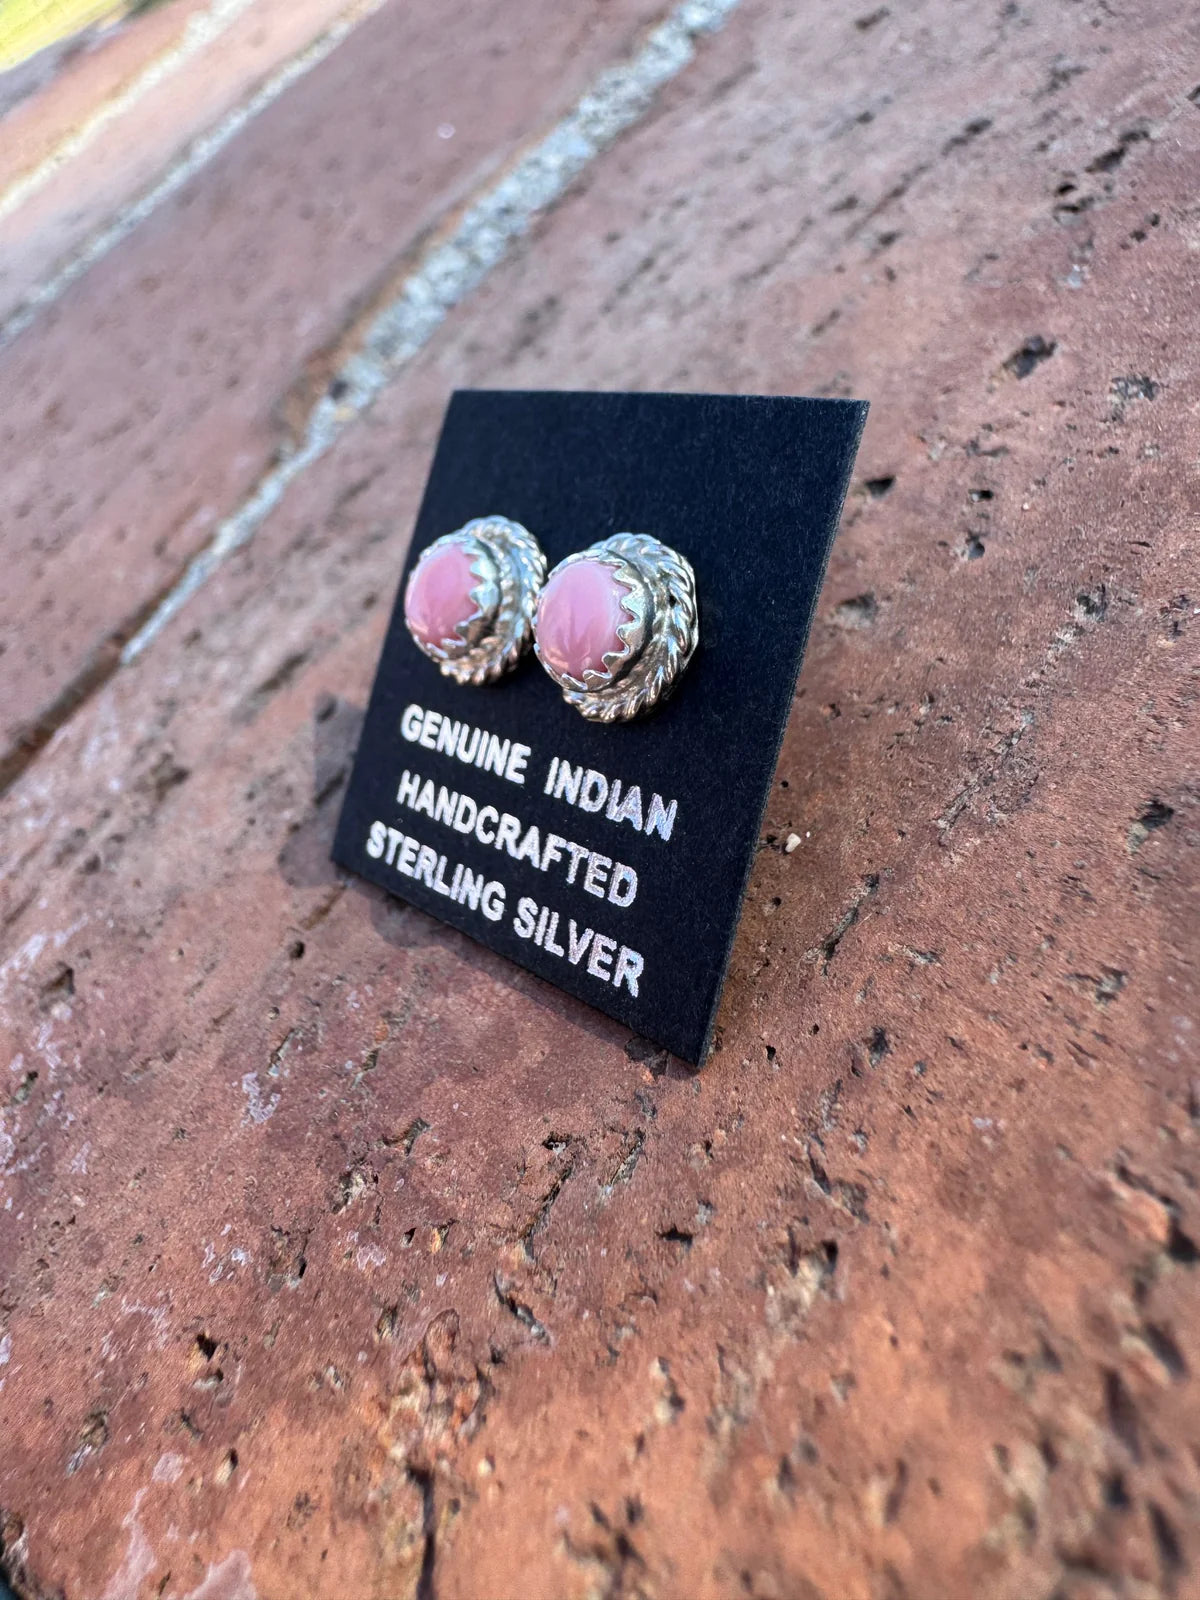 GENUINE INDIAN
HANDCRAFTED
STERLING SILVER